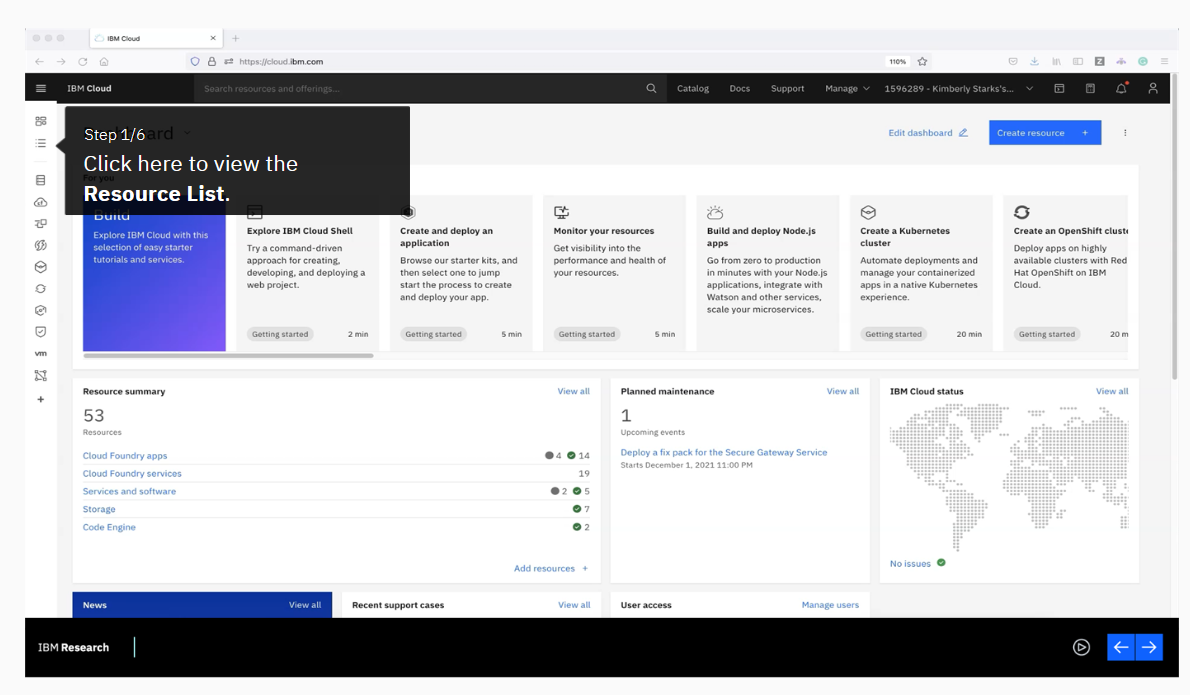 IBM Cloud
https://cloud.ibm.com
110%
IBM Cloud
Search resources and offerings...
Catalog
Docs
Support
Manage
1596289 - Kimberly Starks's...
Step 1/6
Click here to view the
Resource List.
Edit dashboard
Create resource +
For you
Build
Explore IBM Cloud with this
selection of easy starter
tutorials and services.
Explore IBM Cloud Shell
Try a command-driven
approach for creating,
developing, and deploying a
web project.
Getting started
2 min
Create and deploy an
application
Browse our starter kits, and
then select one to jump
start the process to create
and deploy your app.
Getting started
5 min
Monitor your resources
Get visibility into the
performance and health of
your resources.
Getting started
5 min
Build and deploy Node.js
apps
Go from zero to production
in minutes with your Node.js
applications, integrate with
Watson and other services,
scale your microservices.
Create a Kubernetes
cluster
Automate deployments and
manage your containerized
apps in a native Kubernetes
experience.
Getting started
20 min
Create an OpenShift cluste
Deploy apps on highly
available clusters with Red
Hat OpenShift on IBM
Cloud.
Getting started
20 m
vm
Resource summary
View all
53
Resources
Cloud Foundry apps
4 14
Cloud Foundry services
19
Services and software
2 5
Storage
7
Code Engine
2
Add resources +
Planned maintenance
View all
1
Upcoming events
Deploy a fix pack for the Secure Gateway Service
Starts December 1, 2021 11:00 PM
IBM Cloud status
View all
No issues
News
View all
Recent support cases
View all
User access
Manage users
IBM Research